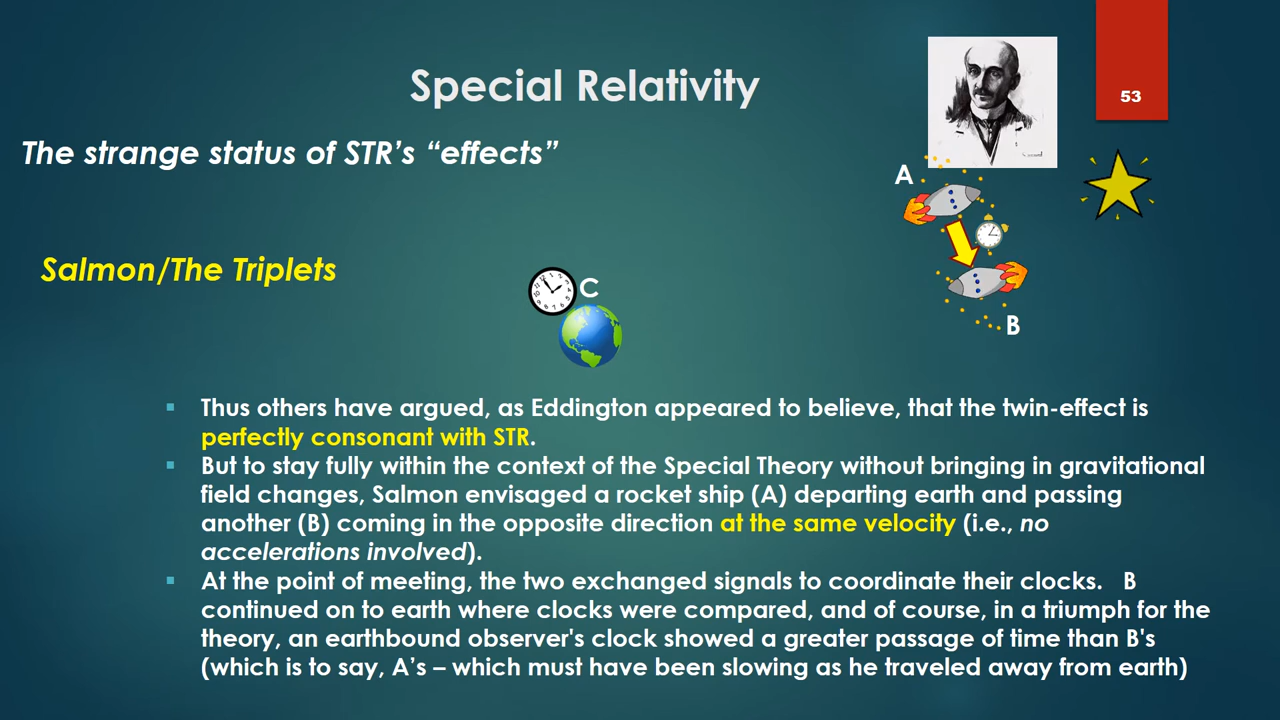 Special Relativity
53
The strange status of STR's “effects”
A
Salmon/The Triplets
C
B
Thus others have argued, as Eddington appeared to believe, that the twin-effect is
perfectly consonant with STR.
But to stay fully within the context of the Special Theory without bringing in gravitational
field changes, Salmon envisaged a rocket ship (A) departing earth and passing
another (B) coming in the opposite direction at the same velocity (i.e., no
accelerations involved).
At the point of meeting, the two exchanged signals to coordinate their clocks. B
continued on to earth where clocks were compared, and of course, in a triumph for the
theory, an earthbound observer's clock showed a greater passage of time than B's
(which is to say, A’s – which must have been slowing as he traveled away from earth)